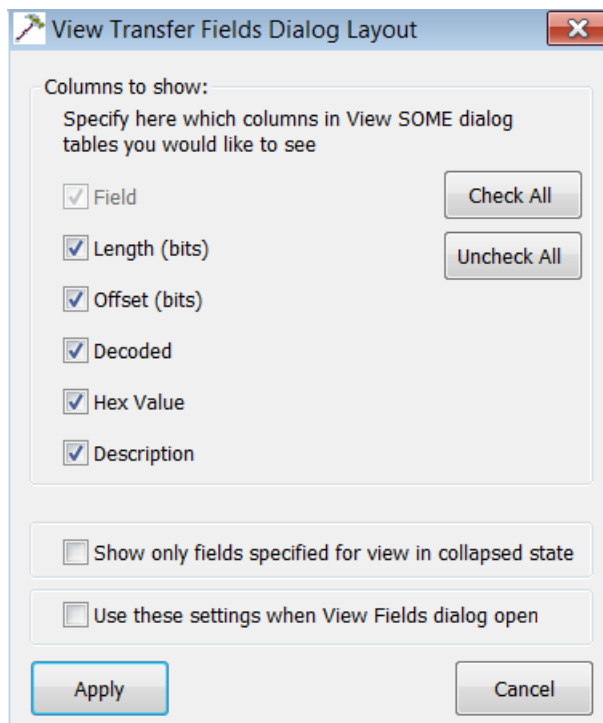 View Transfer Fields Dialog Layout
Columns to show:
Specify here which columns in View SOME dialog
tables you would like to see
Field
Check All
Length (bits)
Uncheck All
Offset (bits)
Decoded
Hex Value
Description
Show only fields specified for view in collapsed state
Use these settings when View Fields dialog open
Apply
Cancel